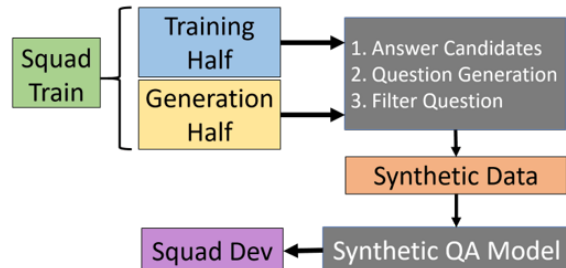 Squad
Train
Training
Half
Generation
Half
1. Answer Candidates
2. Question Generation
3. Filter Question
Synthetic Data
Synthetic QA Model
Squad Dev